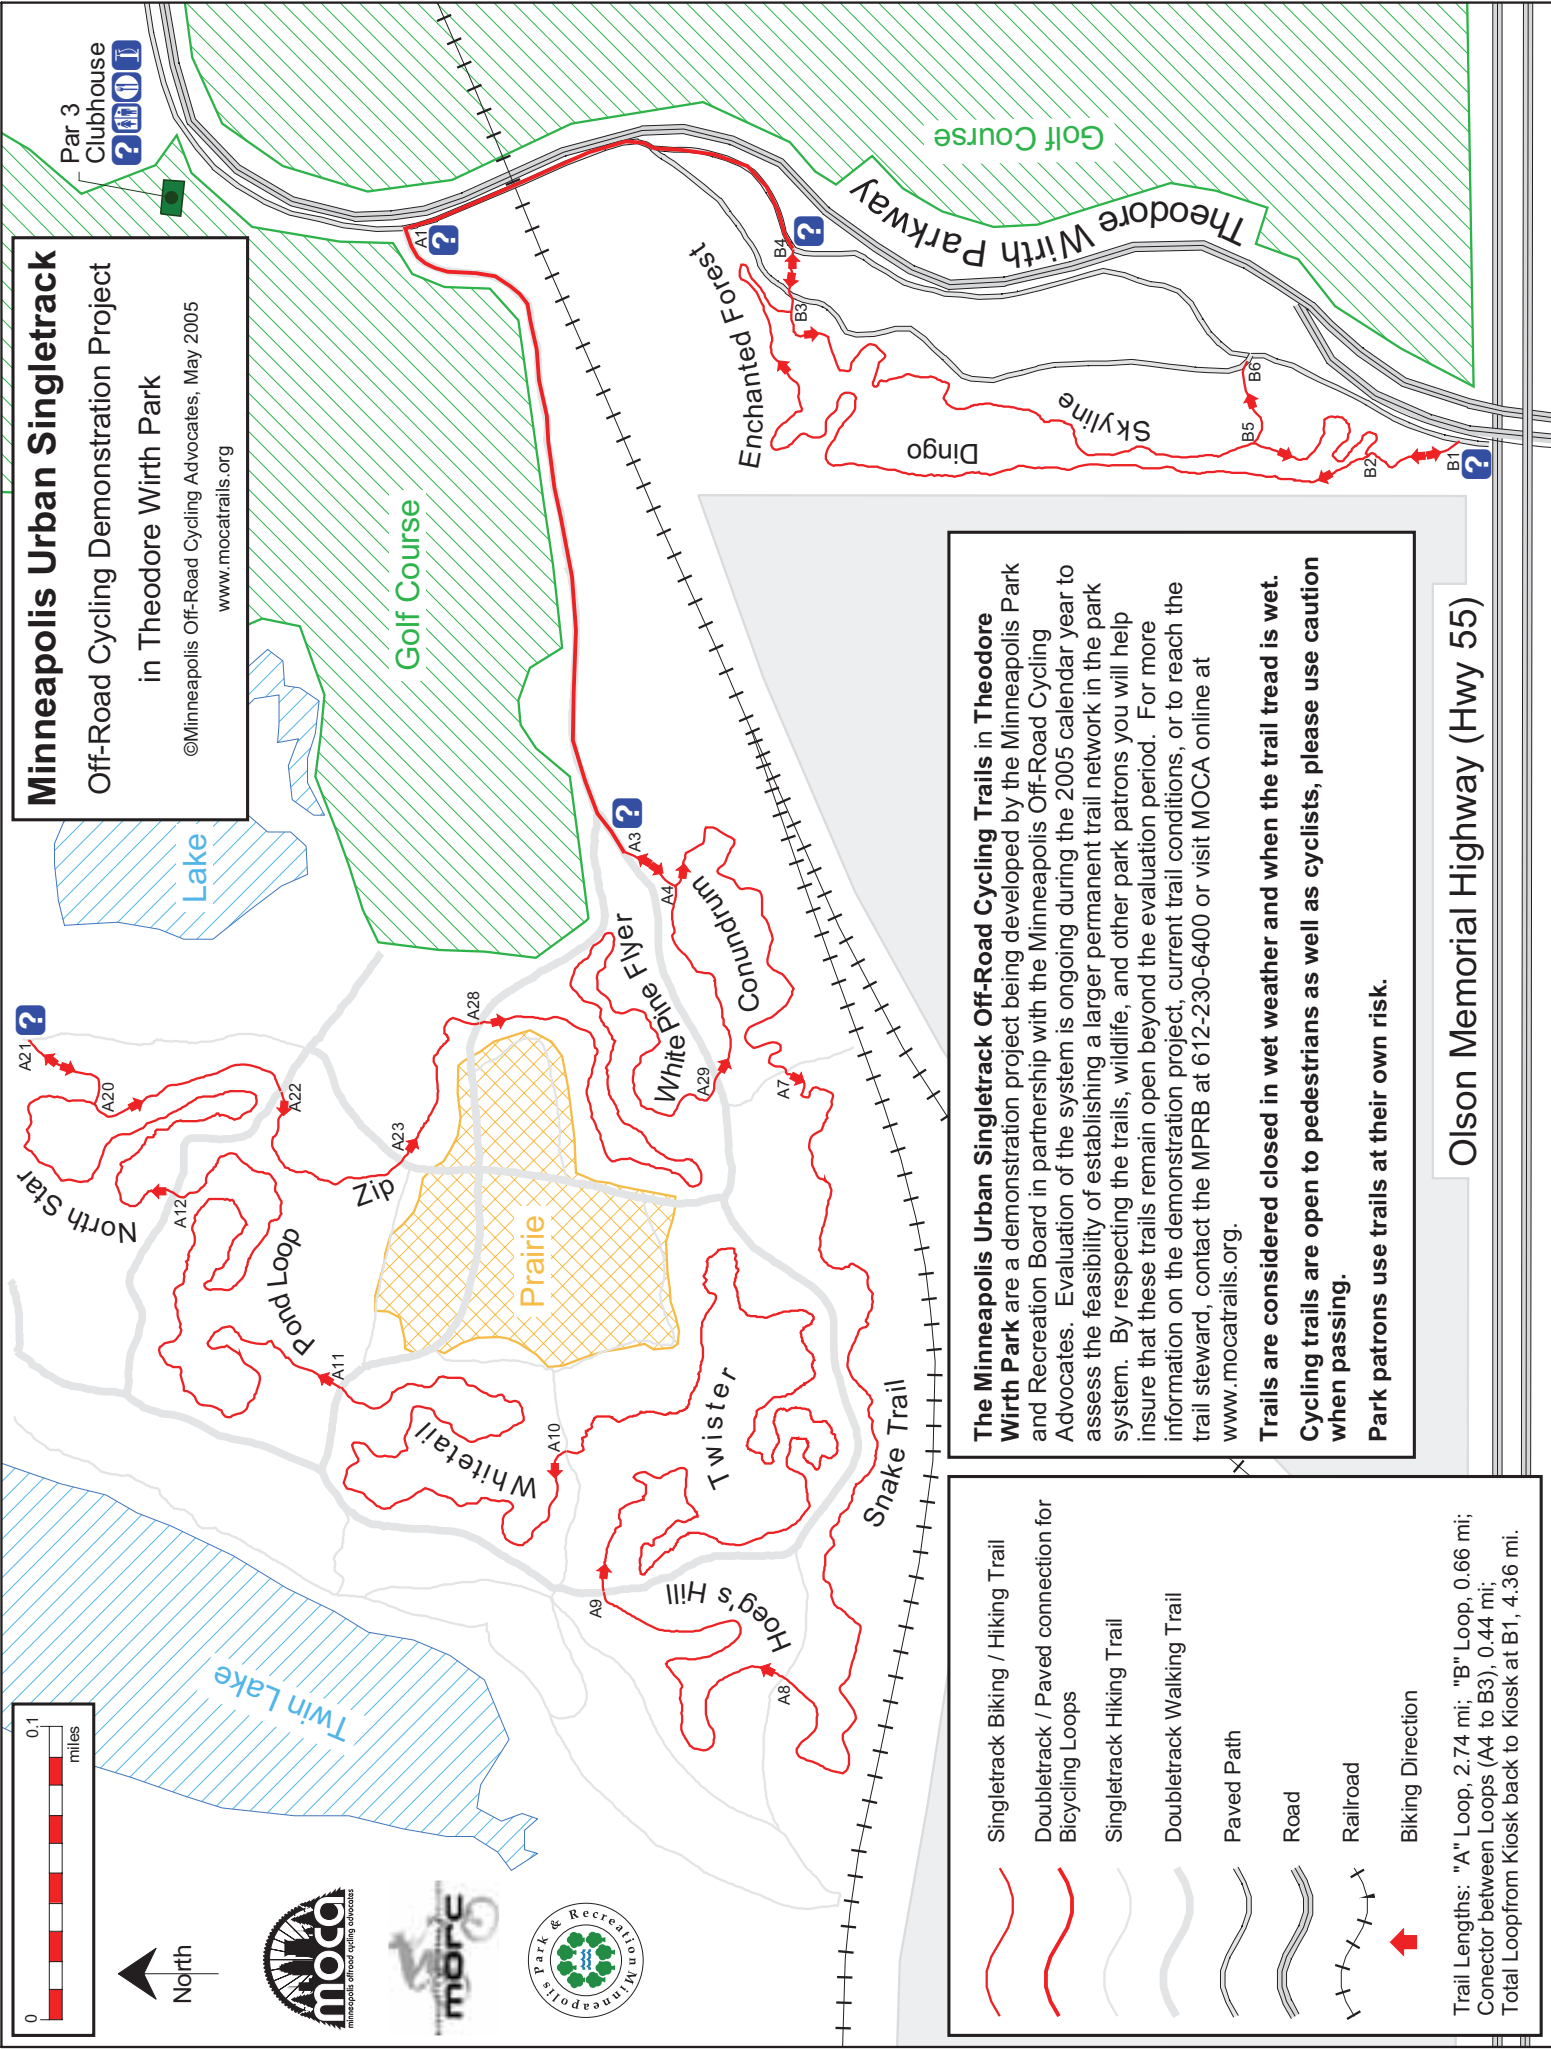 Minneapolis Urban Singletrack
Off-Road Cycling Demonstration Project
in Theodore Wirth Park
©Minneapolis Off-Road Cycling Advocates, May 2005
www.mocatrails.org
Par 3
Clubhouse
?
0
0.1
miles
North
moca
minneapolis offroad cycling advocates
morc
Minneapolis Park & Recreation
Twin Lake
Lake
Golf Course
Golf Course
Prairie
North Star
Pond Loop
Zip
Whitetail
Twister
Hoeg's Hill
Snake Trail
White Pine Flyer
Conundrum
Enchanted Forest
Dingo
Skyline
Theodore Wirth Parkway
Olson Memorial Highway (Hwy 55)
A1
?
A3
?
A4
A7
A8
A9
A10
A11
A12
A20
A21
?
A22
A23
A28
A29
B1
?
B2
B3
B4
?
B5
B6
The Minneapolis Urban Singletrack Off-Road Cycling Trails in Theodore
Wirth Park are a demonstration project being developed by the Minneapolis Park
and Recreation Board in partnership with the Minneapolis Off-Road Cycling
Advocates. Evaluation of the system is ongoing during the 2005 calendar year to
assess the feasibility of establishing a larger permanent trail network in the park
system. By respecting the trails, wildlife, and other park patrons you will help
insure that these trails remain open beyond the evaluation period. For more
information on the demonstration project, current trail conditions, or to reach the
trail steward, contact the MPRB at 612-230-6400 or visit MOCA online at
www.mocatrails.org.
Trails are considered closed in wet weather and when the trail tread is wet.
Cycling trails are open to pedestrians as well as cyclists, please use caution
when passing.
Park patrons use trails at their own risk.
Singletrack Biking / Hiking Trail
Doubletrack / Paved connection for
Bicycling Loops
Singletrack Hiking Trail
Doubletrack Walking Trail
Paved Path
Road
Railroad
Biking Direction
Trail Lengths: "A" Loop, 2.74 mi; "B" Loop, 0.66 mi;
Conector between Loops (A4 to B3), 0.44 mi;
Total Loopfrom Kiosk back to Kiosk at B1, 4.36 mi.